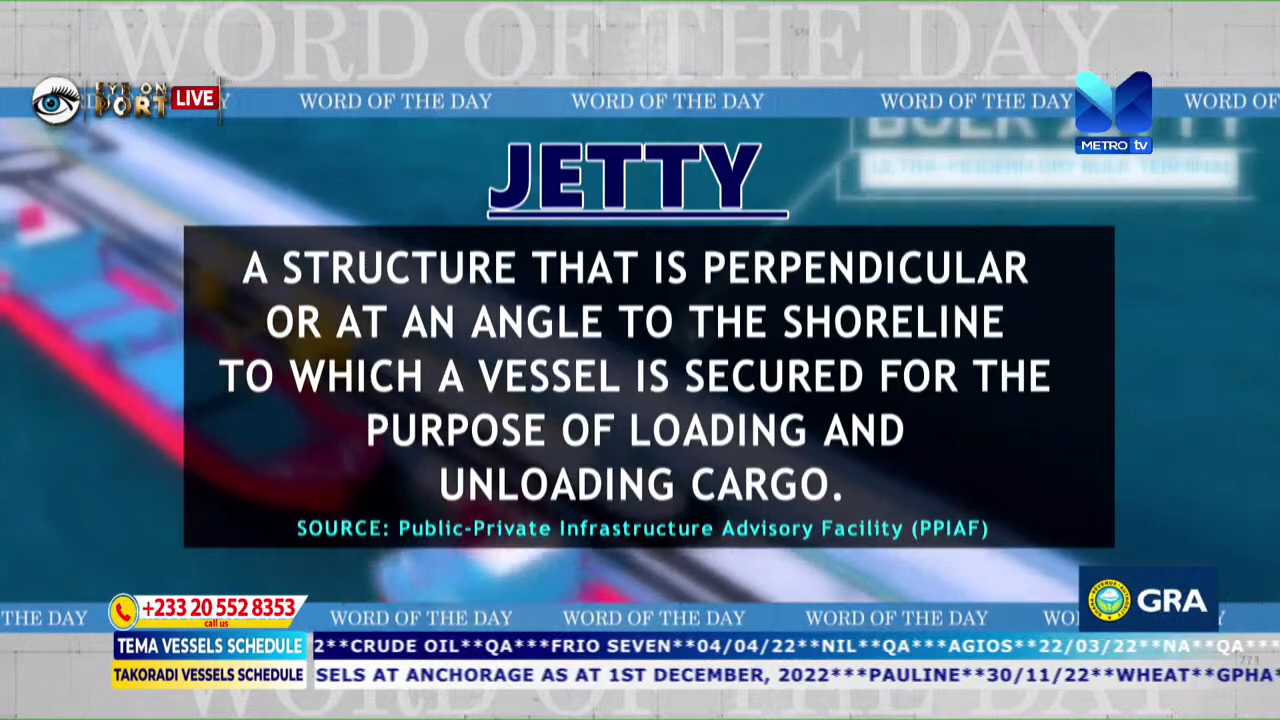 WORD OF THE DAY
EYE ON PORT LIVE
WORD OF THE DAY WORD OF THE DAY WORD OF THE DAY WORD OF
METRO tv
JETTY
A STRUCTURE THAT IS PERPENDICULAR
OR AT AN ANGLE TO THE SHORELINE
TO WHICH A VESSEL IS SECURED FOR THE
PURPOSE OF LOADING AND
UNLOADING CARGO.
SOURCE: Public-Private Infrastructure Advisory Facility (PPIAF)
GRA
+233 20 552 8353
call us
THE DAY WORD OF THE DAY WORD OF THE DAY WORD OF THE DAY
TEMA VESSELS SCHEDULE 2**CRUDE OIL**QA***FRIO SEVEN**04/04/22**NIL**QA***AGIOS**22/03/22**NA**QA***
TAKORADI VESSELS SCHEDULE SELS AT ANCHORAGE AS AT 1ST DECEMBER, 2022***PAULINE**30/11/22**WHEAT**GPHA*
WORD OF THE DAY